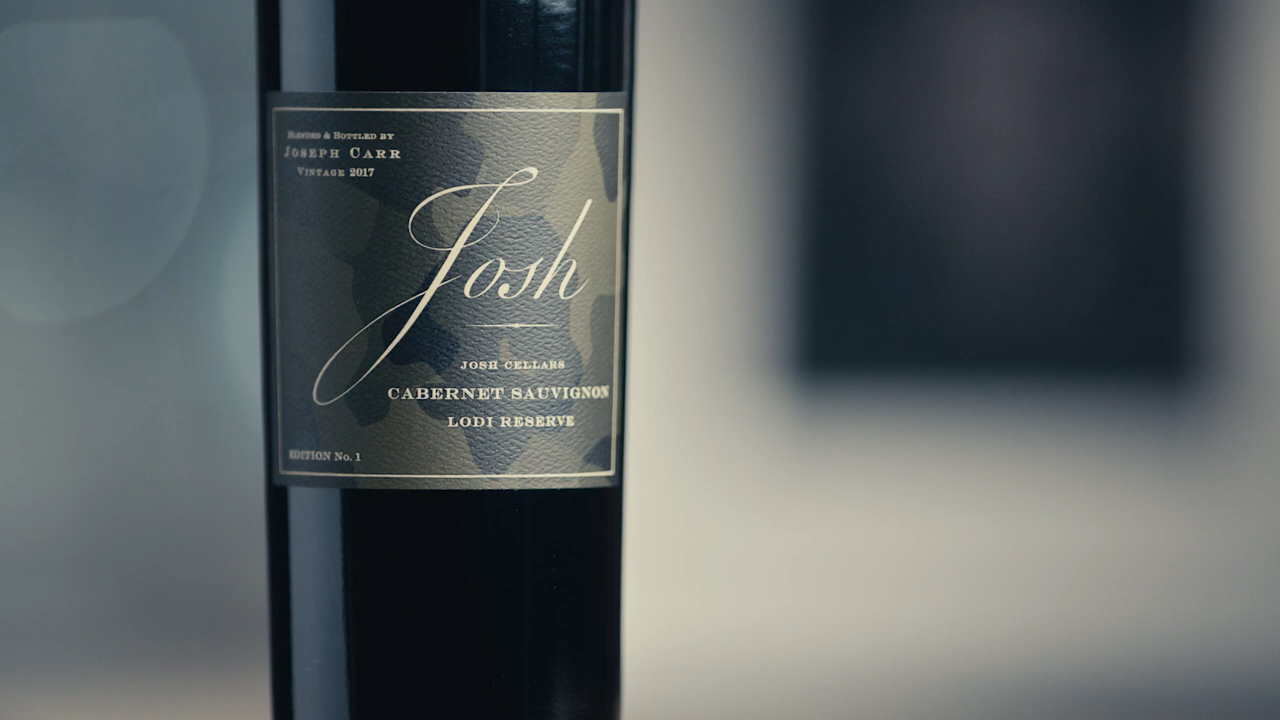 Blended & Bottled by
Joseph Carr
Vintage 2017
Josh
JOSH CELLARS
CABERNET SAUVIGNON
LODI RESERVE
EDITION No. 1